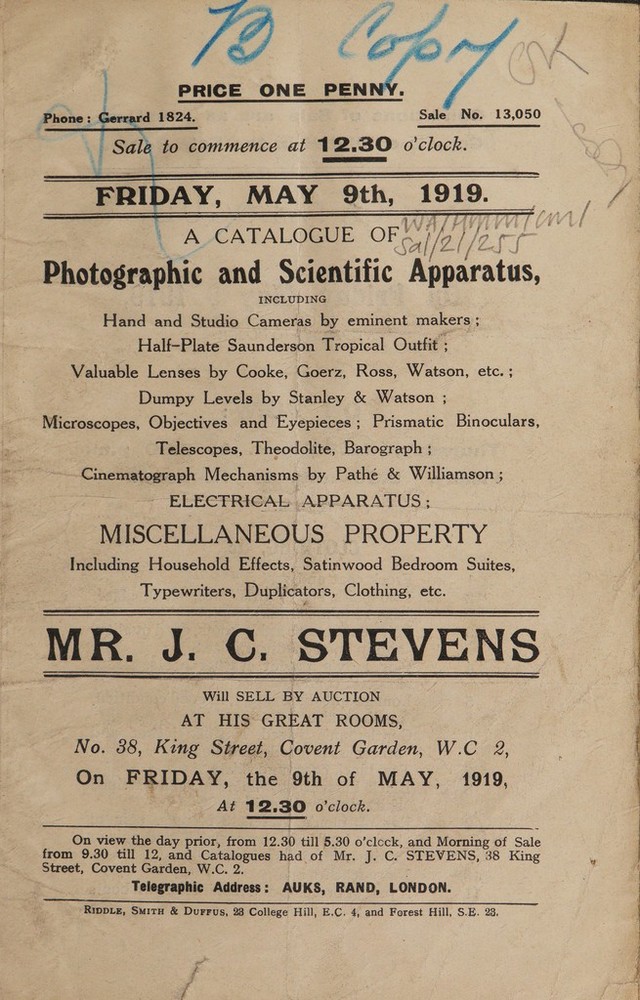 B Copy
PRICE ONE PENNY.
Phone: Gerrard 1824. Sale No. 13,050
Sale to commence at 12.30 o'clock.
FRIDAY, MAY 9th, 1919.
A CATALOGUE OF
WA/HMM/CM/
Sal/21/255
Photographic and Scientific Apparatus,
INCLUDING
Hand and Studio Cameras by eminent makers;
Half-Plate Saunderson Tropical Outfit;
Valuable Lenses by Cooke, Goerz, Ross, Watson, etc.;
Dumpy Levels by Stanley & Watson;
Microscopes, Objectives and Eyepieces; Prismatic Binoculars,
Telescopes, Theodolite, Barograph;
Cinematograph Mechanisms by Pathé & Williamson;
ELECTRICAL APPARATUS;
MISCELLANEOUS PROPERTY
Including Household Effects, Satinwood Bedroom Suites,
Typewriters, Duplicators, Clothing, etc.
MR. J. C. STEVENS
Will SELL BY AUCTION
AT HIS GREAT ROOMS,
No. 38, King Street, Covent Garden, W.C 2,
On FRIDAY, the 9th of MAY, 1919,
At 12.30 o'clock.
On view the day prior, from 12.30 till 5.30 o'clcck, and Morning of Sale
from 9.30 till 12, and Catalogues had of Mr. J. C. STEVENS, 38 King
Street, Covent Garden, W.C. 2.
Telegraphic Address: AUKS, RAND, LONDON.
RIDDLE, SMITH & DUFFUS, 23 College Hill, E.C. 4, and Forest Hill, S.E. 23.